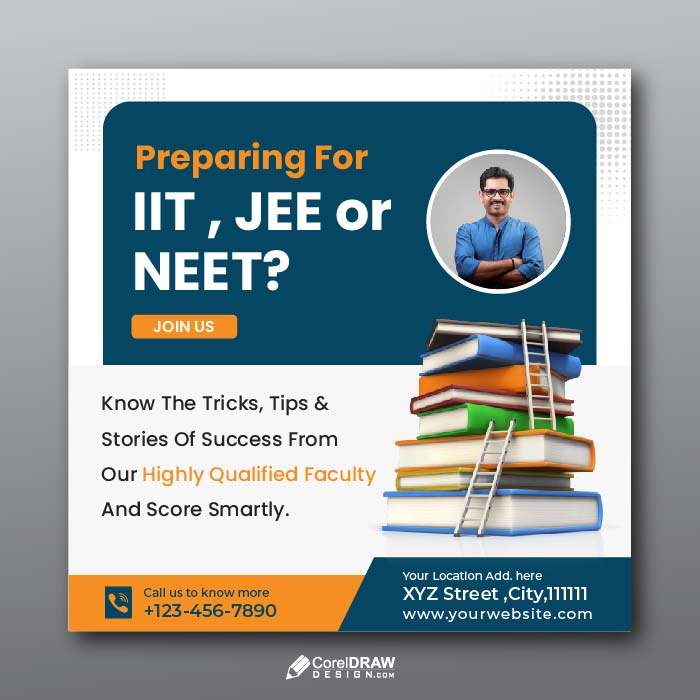 Preparing For
IIT , JEE or
NEET?
JOIN US
Know The Tricks, Tips &
Stories Of Success From
Our Highly Qualified Faculty
And Score Smartly.
Call us to know more
+123-456-7890
Your Location Add. here
XYZ Street ,City,111111
www.yourwebsite.com
CorelDRAW
DESIGN.COM